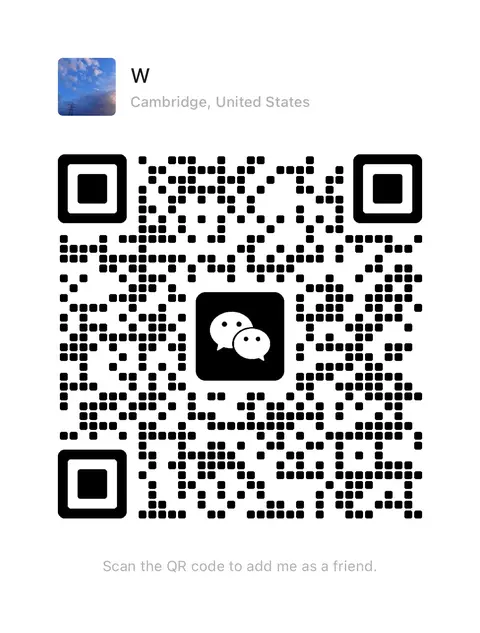 W
Cambridge, United States
Scan the QR code to add me as a friend.